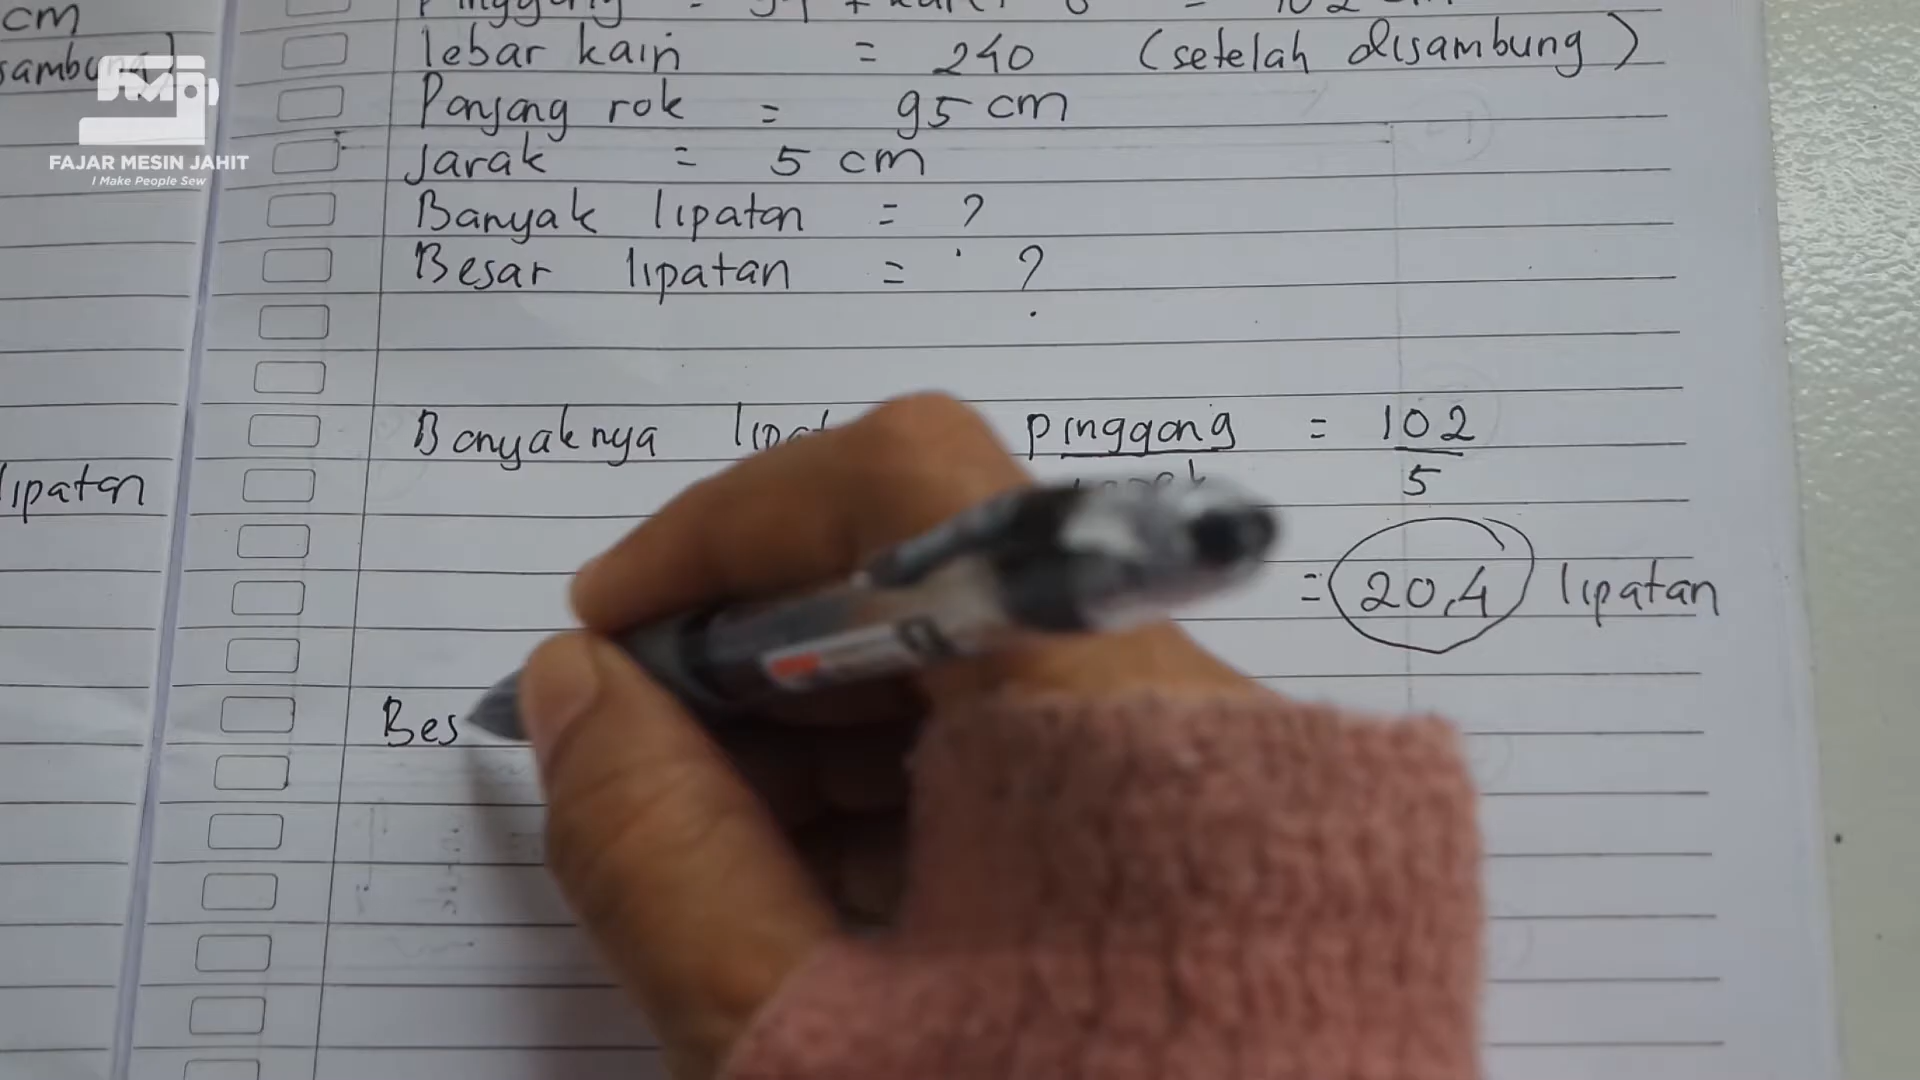 cm
sambung)
lipatan
FAJAR MESIN JAHIT
I Make People Sew
lebar kain = 240 (setelah disambung)
Panjang rok = 95 cm
Jarak = 5 cm
Banyak lipatan = ?
Besar lipatan = ?
Banyaknya pinggang = 102
5
= 20,4 lipatan
Bes